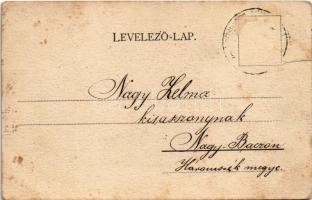 LEVELEZŐ-LAP.
Nagy Zelma
kisasszonynak
Nagy-Baczon
Háromszék megye.